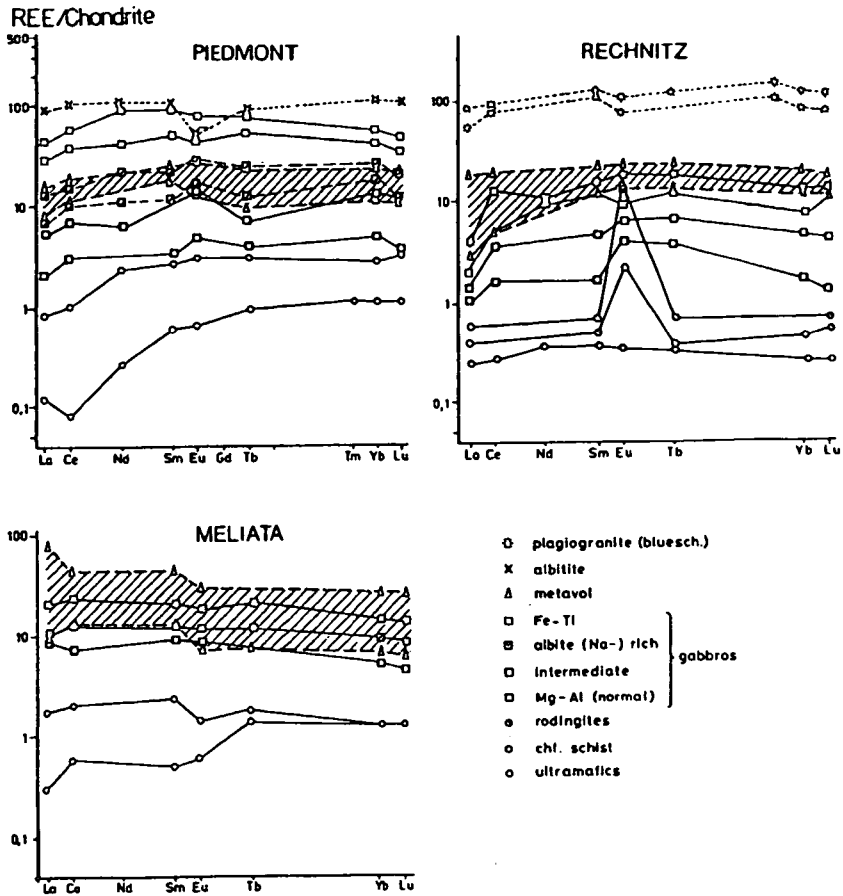 REE/Chondrite
PIEDMONT
500
100
10
1
0,1
La Ce Nd Sm Eu Gd Tb Tm Yb Lu
RECHNITZ
500
100
10
1
0,1
La Ce Nd Sm Eu Tb Yb Lu
MELIATA
100
10
1
0,1
La Ce Nd Sm Eu Tb Yb Lu
plagiogranite (bluesch.)
albitite
metavol
Fe-Ti
albite (Na-) rich
intermediate
Mg-Al (normal)
gabbros
rodingites
chl. schist
ultramafics